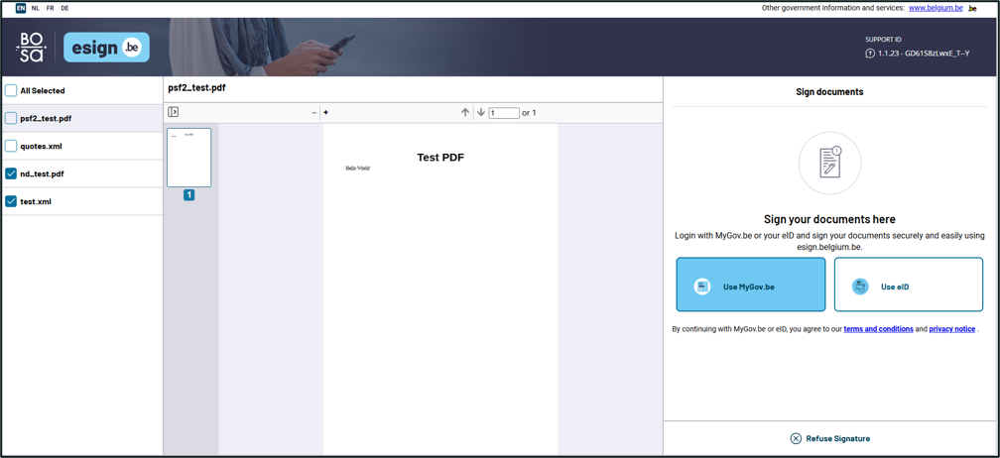 EN NL FR DE
Other government information and services: www.belgium.be .be
BOSA
esign .be
SUPPORT ID
1.1.23 - GD61S8zLwxE_T--Y
All Selected
psf2_test.pdf
quotes.xml
nd_test.pdf
test.xml
psf2_test.pdf
- + 1 or 1
Test PDF
Hello World!
1
Sign documents
Sign your documents here
Login with MyGov.be or your eID and sign your documents securely and easily using
esign.belgium.be.
Use MyGov.be
Use eID
By continuing with MyGov.be or eID, you agree to our terms and conditions and privacy notice .
Refuse Signature